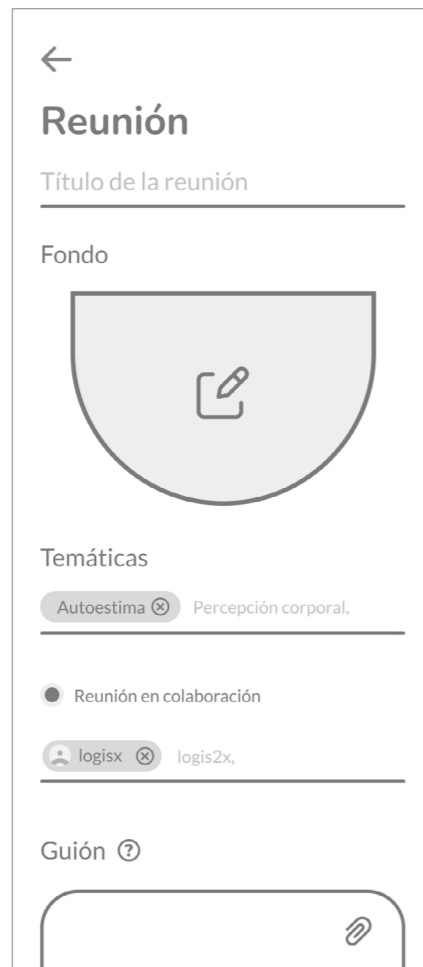 Reunión
Título de la reunión
Fondo
Temáticas
Autoestima Percepción corporal,
Reunión en colaboración
logisx logis2x,
Guión